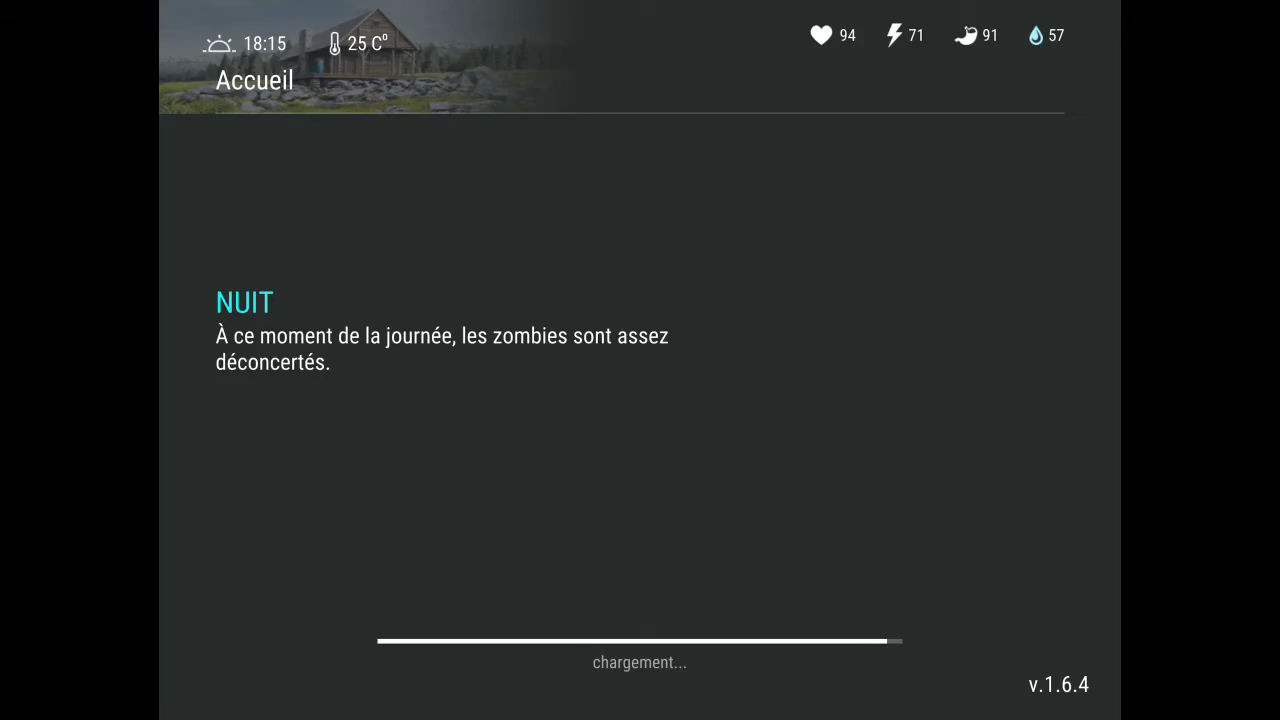 18:15 25 Cº 94 71 91 57
Accueil
NUIT
À ce moment de la journée, les zombies sont assez
déconcertés.
chargement...
v.1.6.4